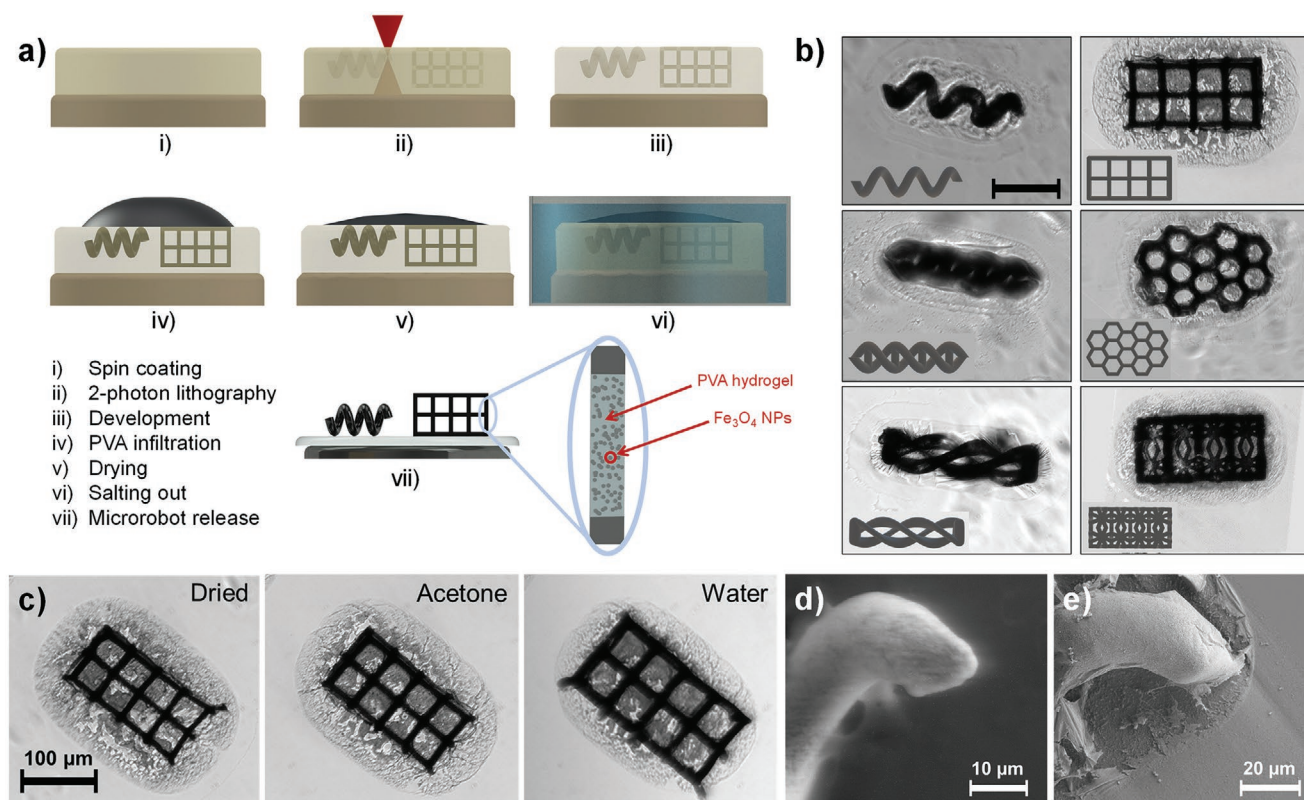 a)
i)
ii)
iii)
iv)
v)
vi)
i) Spin coating
ii) 2-photon lithography
iii) Development
iv) PVA infiltration
v) Drying
vi) Salting out
vii) Microrobot release
vii)
PVA hydrogel
Fe₃O₄ NPs
b)
c)
Dried
Acetone
Water
100 µm
d)
10 µm
e)
20 µm